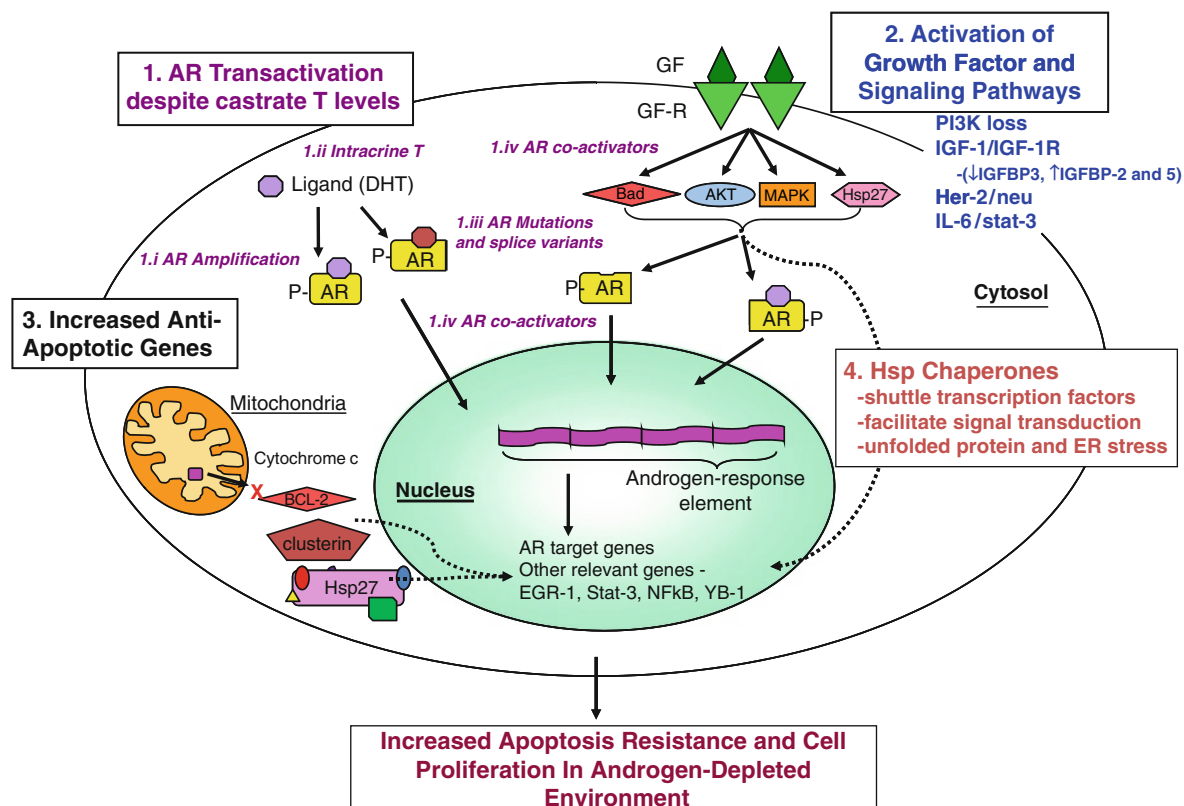 1. AR Transactivation
despite castrate T levels
2. Activation of
Growth Factor and
Signaling Pathways
PI3K loss
IGF-1/IGF-1R
-(↓IGFBP3, ↑IGFBP-2 and 5)
Her-2/neu
IL-6/stat-3
GF
GF-R
1.ii Intracrine T
Ligand (DHT)
1.iv AR co-activators
Bad
AKT
MAPK
Hsp27
1.iii AR Mutations
and splice variants
1.i AR Amplification
P-AR
P-AR
P-AR
AR-P
1.iv AR co-activators
Cytosol
3. Increased Anti-
Apoptotic Genes
4. Hsp Chaperones
-shuttle transcription factors
-facilitate signal transduction
-unfolded protein and ER stress
Mitochondria
Cytochrome c
X
BCL-2
clusterin
Hsp27
Nucleus
Androgen-response
element
AR target genes
Other relevant genes -
EGR-1, Stat-3, NFkB, YB-1
Increased Apoptosis Resistance and Cell
Proliferation In Androgen-Depleted
Environment